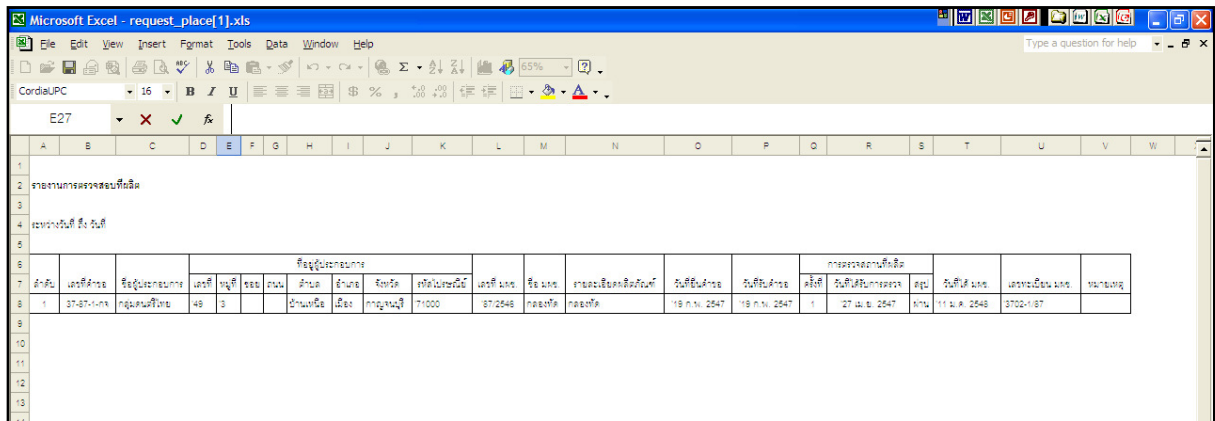 Microsoft Excel - request_place[1].xls
File Edit View Insert Format Tools Data Window Help Type a question for help
65%
CordiaUPC 16 B I U $ % ,
E27 fx
A B C D E F G H I J K L M N O P Q R S T U V W
1
2 รายงานการตรวจสอบที่ผลิต
3
4 ระหว่างวันที่ ถึง วันที่
5
6 ที่อยู่ผู้ประกอบการ การตรวจสถานที่ผลิต
7 ลำดับ เลขที่คำขอ ชื่อผู้ประกอบการ เลขที่ หมู่ที่ ซอย ถนน ตำบล อำเภอ จังหวัด รหัสไปรษณีย์ เลขที่ มผช. ชื่อ มผช. รายละเอียดผลิตภัณฑ์ วันที่ยื่นคำขอ วันที่รับคำขอ ครั้งที่ วันที่ได้รับการตรวจ สรุป วันที่ได้ มผช. เลขทะเบียน มผช. หมายเหตุ
8 1 37-87-1-กจ กลุ่มดนตรีไทย 49 '3 บ้านเหนือ เมือง กาญจนบุรี 71000 '87/2546 กลองทัด กลองทัด '19 ก.พ. 2547 '19 ก.พ. 2547 1 '27 เม.ย. 2547 ผ่าน '11 ม.ค. 2548 3702-1/87
9
10
11
12
13